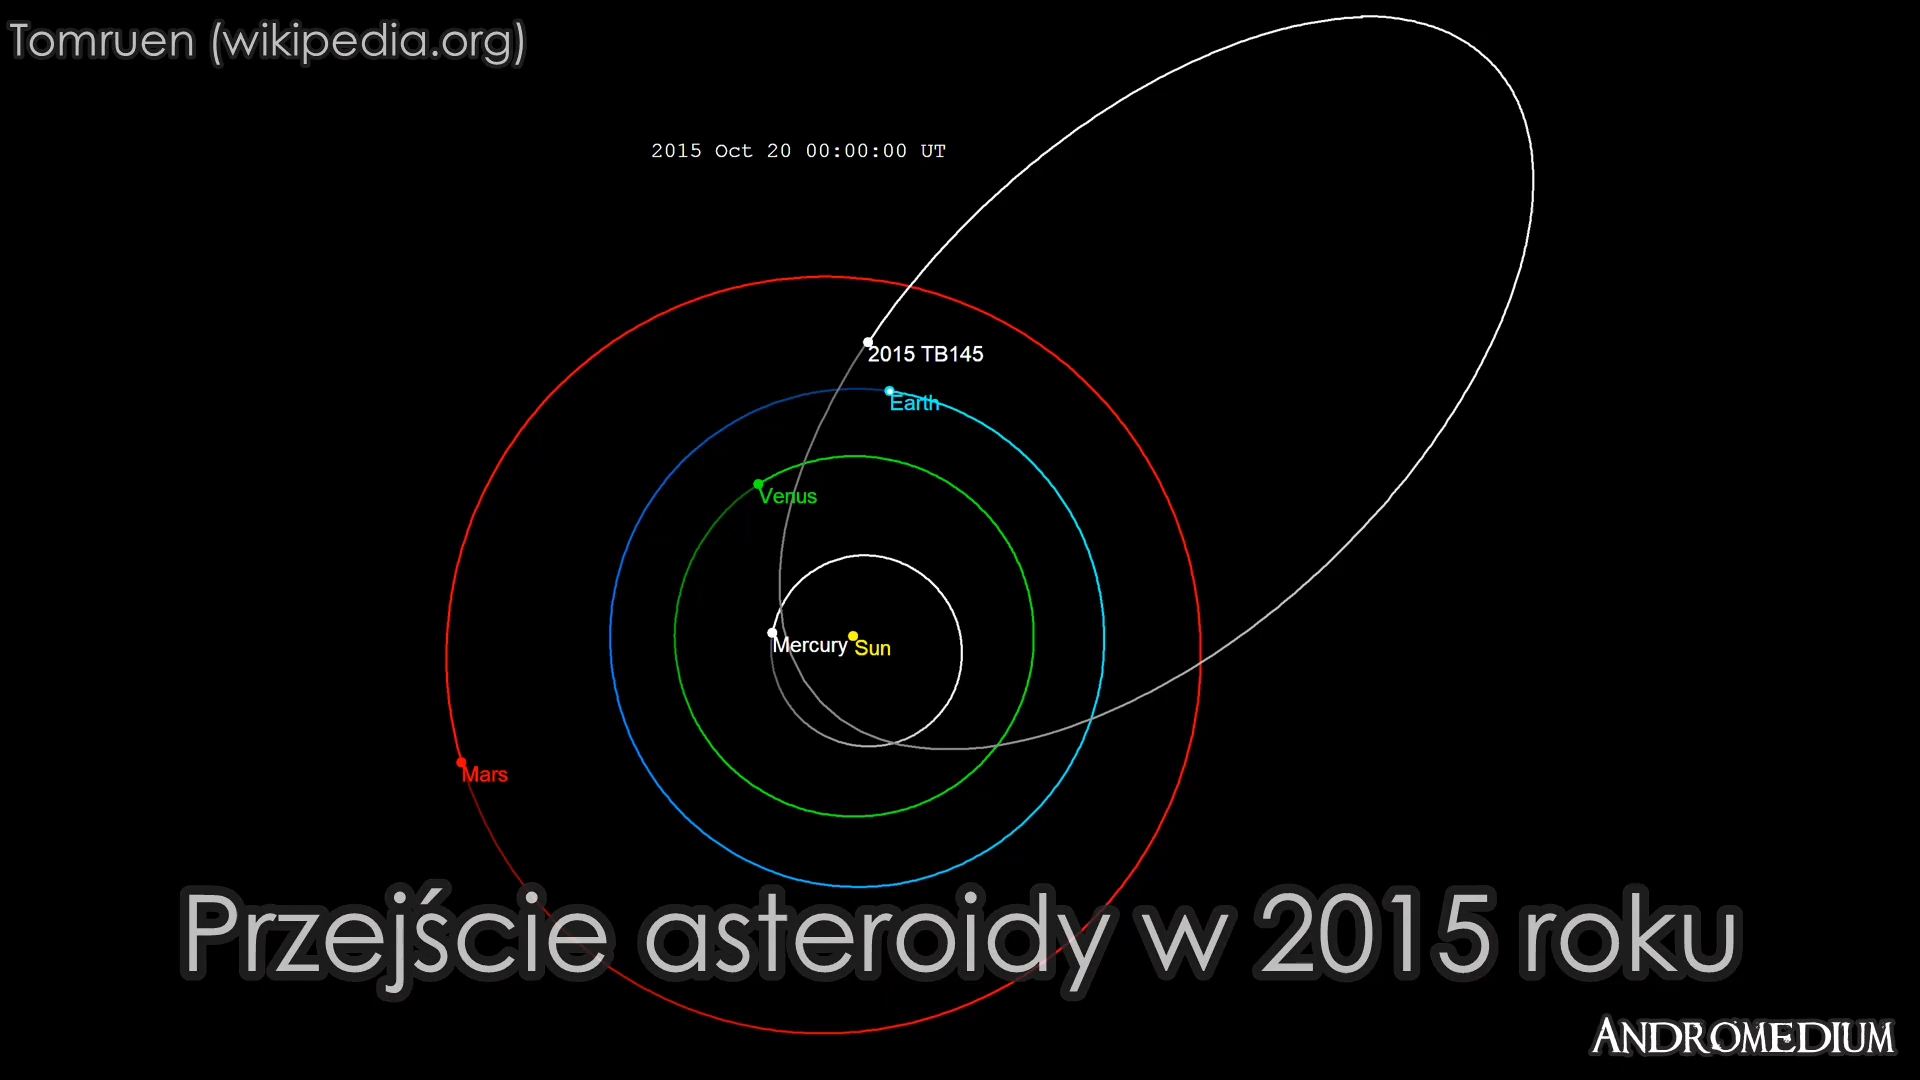 Tomruen (wikipedia.org)
2015 Oct 20 00:00:00 UT
2015 TB145
Earth
Venus
Mercury
Sun
Mars
Przejście asteroidy w 2015 roku
ANDROMEDIUM